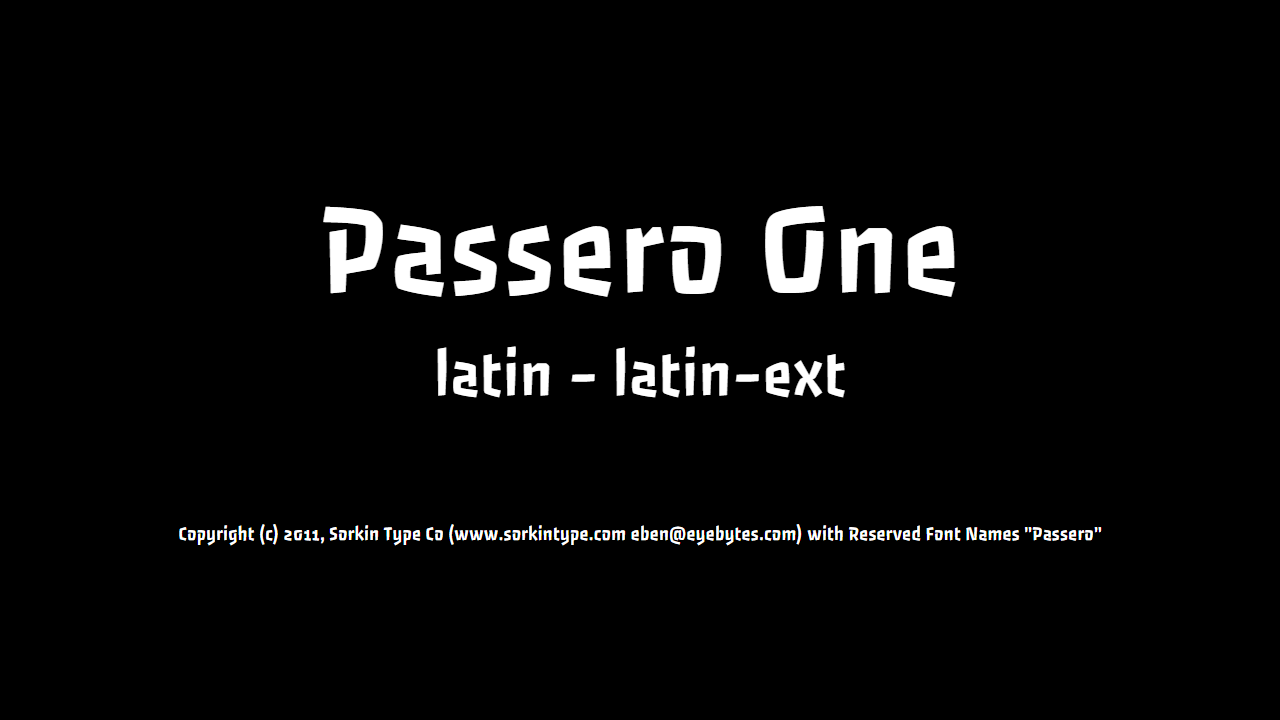 Passero One
latin - latin-ext
Copyright (c) 2011, Sorkin Type Co (www.sorkintype.com eben@eyebytes.com) with Reserved Font Names "Passero"